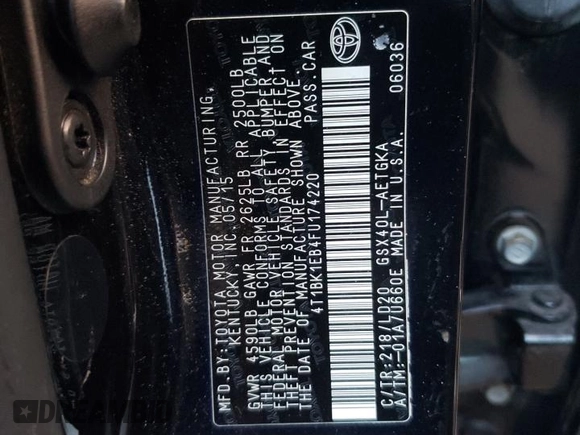 MFD.BY:TOYOTA MOTOR MANUFACTURING,
KENTUCKY, INC. 05/15
GVWR 4590LB GAWR FR 2625LB RR 2500LB
THIS VEHICLE CONFORMS TO ALL APPLICABLE
FEDERAL MOTOR VEHICLE SAFETY, BUMPER, AND
THEFT PREVENTION STANDARDS IN EFFECT ON
THE DATE OF MANUFACTURE SHOWN ABOVE.
4T1BK1EB4FU174220 PASS.CAR
C/TR:218/LD20 GSX40L-AETGKA
A/TM:-01A/U660E MADE IN U.S.A. 06036